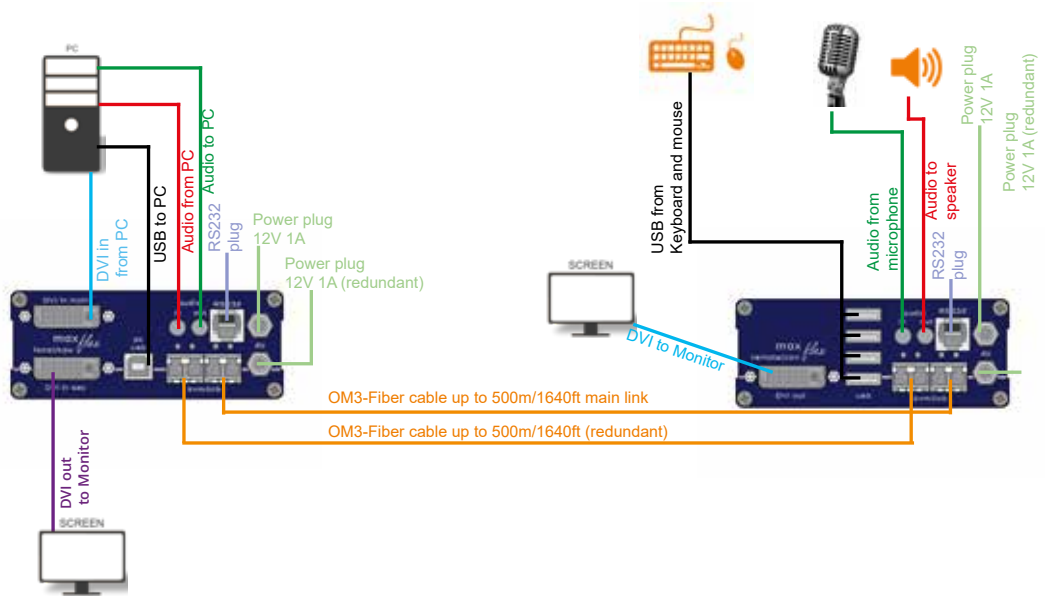 PC
DVI in
from PC
USB to PC
Audio from PC
Audio to PC
RS232
plug
Power plug
12V 1A
Power plug
12V 1A (redundant)
max flex
DVI out
to Monitor
SCREEN
OM3-Fiber cable up to 500m/1640ft main link
OM3-Fiber cable up to 500m/1640ft (redundant)
SCREEN
DVI to Monitor
USB from
Keyboard and mouse
Audio from
microphone
Audio to
speaker
RS232
plug
Power plug
12V 1A
Power plug
12V 1A (redundant)
max flex
DVI out